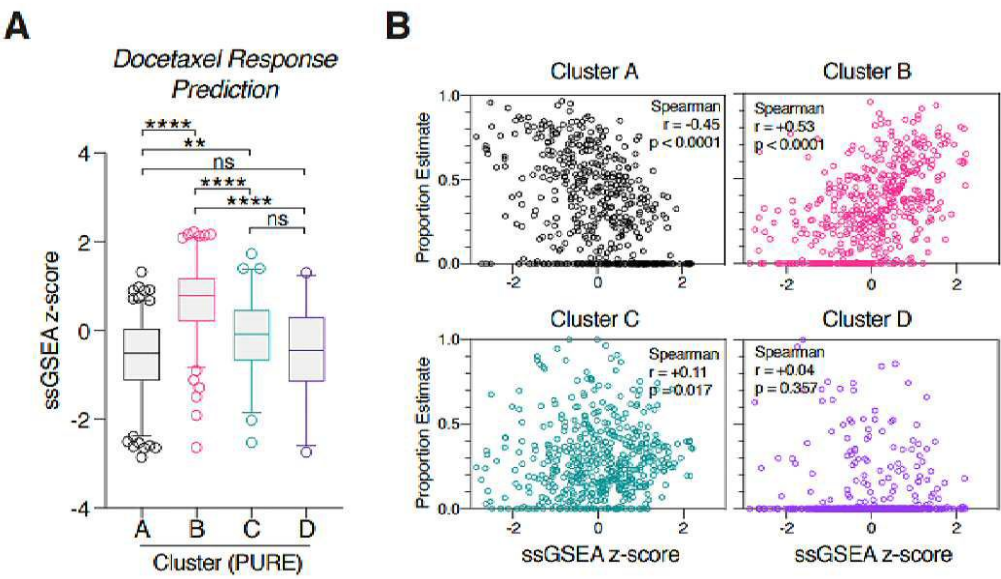 A
Docetaxel Response
Prediction
****
**
ns
****
****
ns
4
2
0
-2
-4
ssGSEA z-score
A B C D
Cluster (PURE)
B
Cluster A
Spearman
r = -0.45
p < 0.0001
1.0
0.5
0.0
Proportion Estimate
-2 0 2
Cluster B
Spearman
r = +0.53
p < 0.0001
-2 0 2
Cluster C
Spearman
r = +0.11
p = 0.017
1.0
0.5
0.0
Proportion Estimate
-2 0 2
ssGSEA z-score
Cluster D
Spearman
r = +0.04
p = 0.357
-2 0 2
ssGSEA z-score